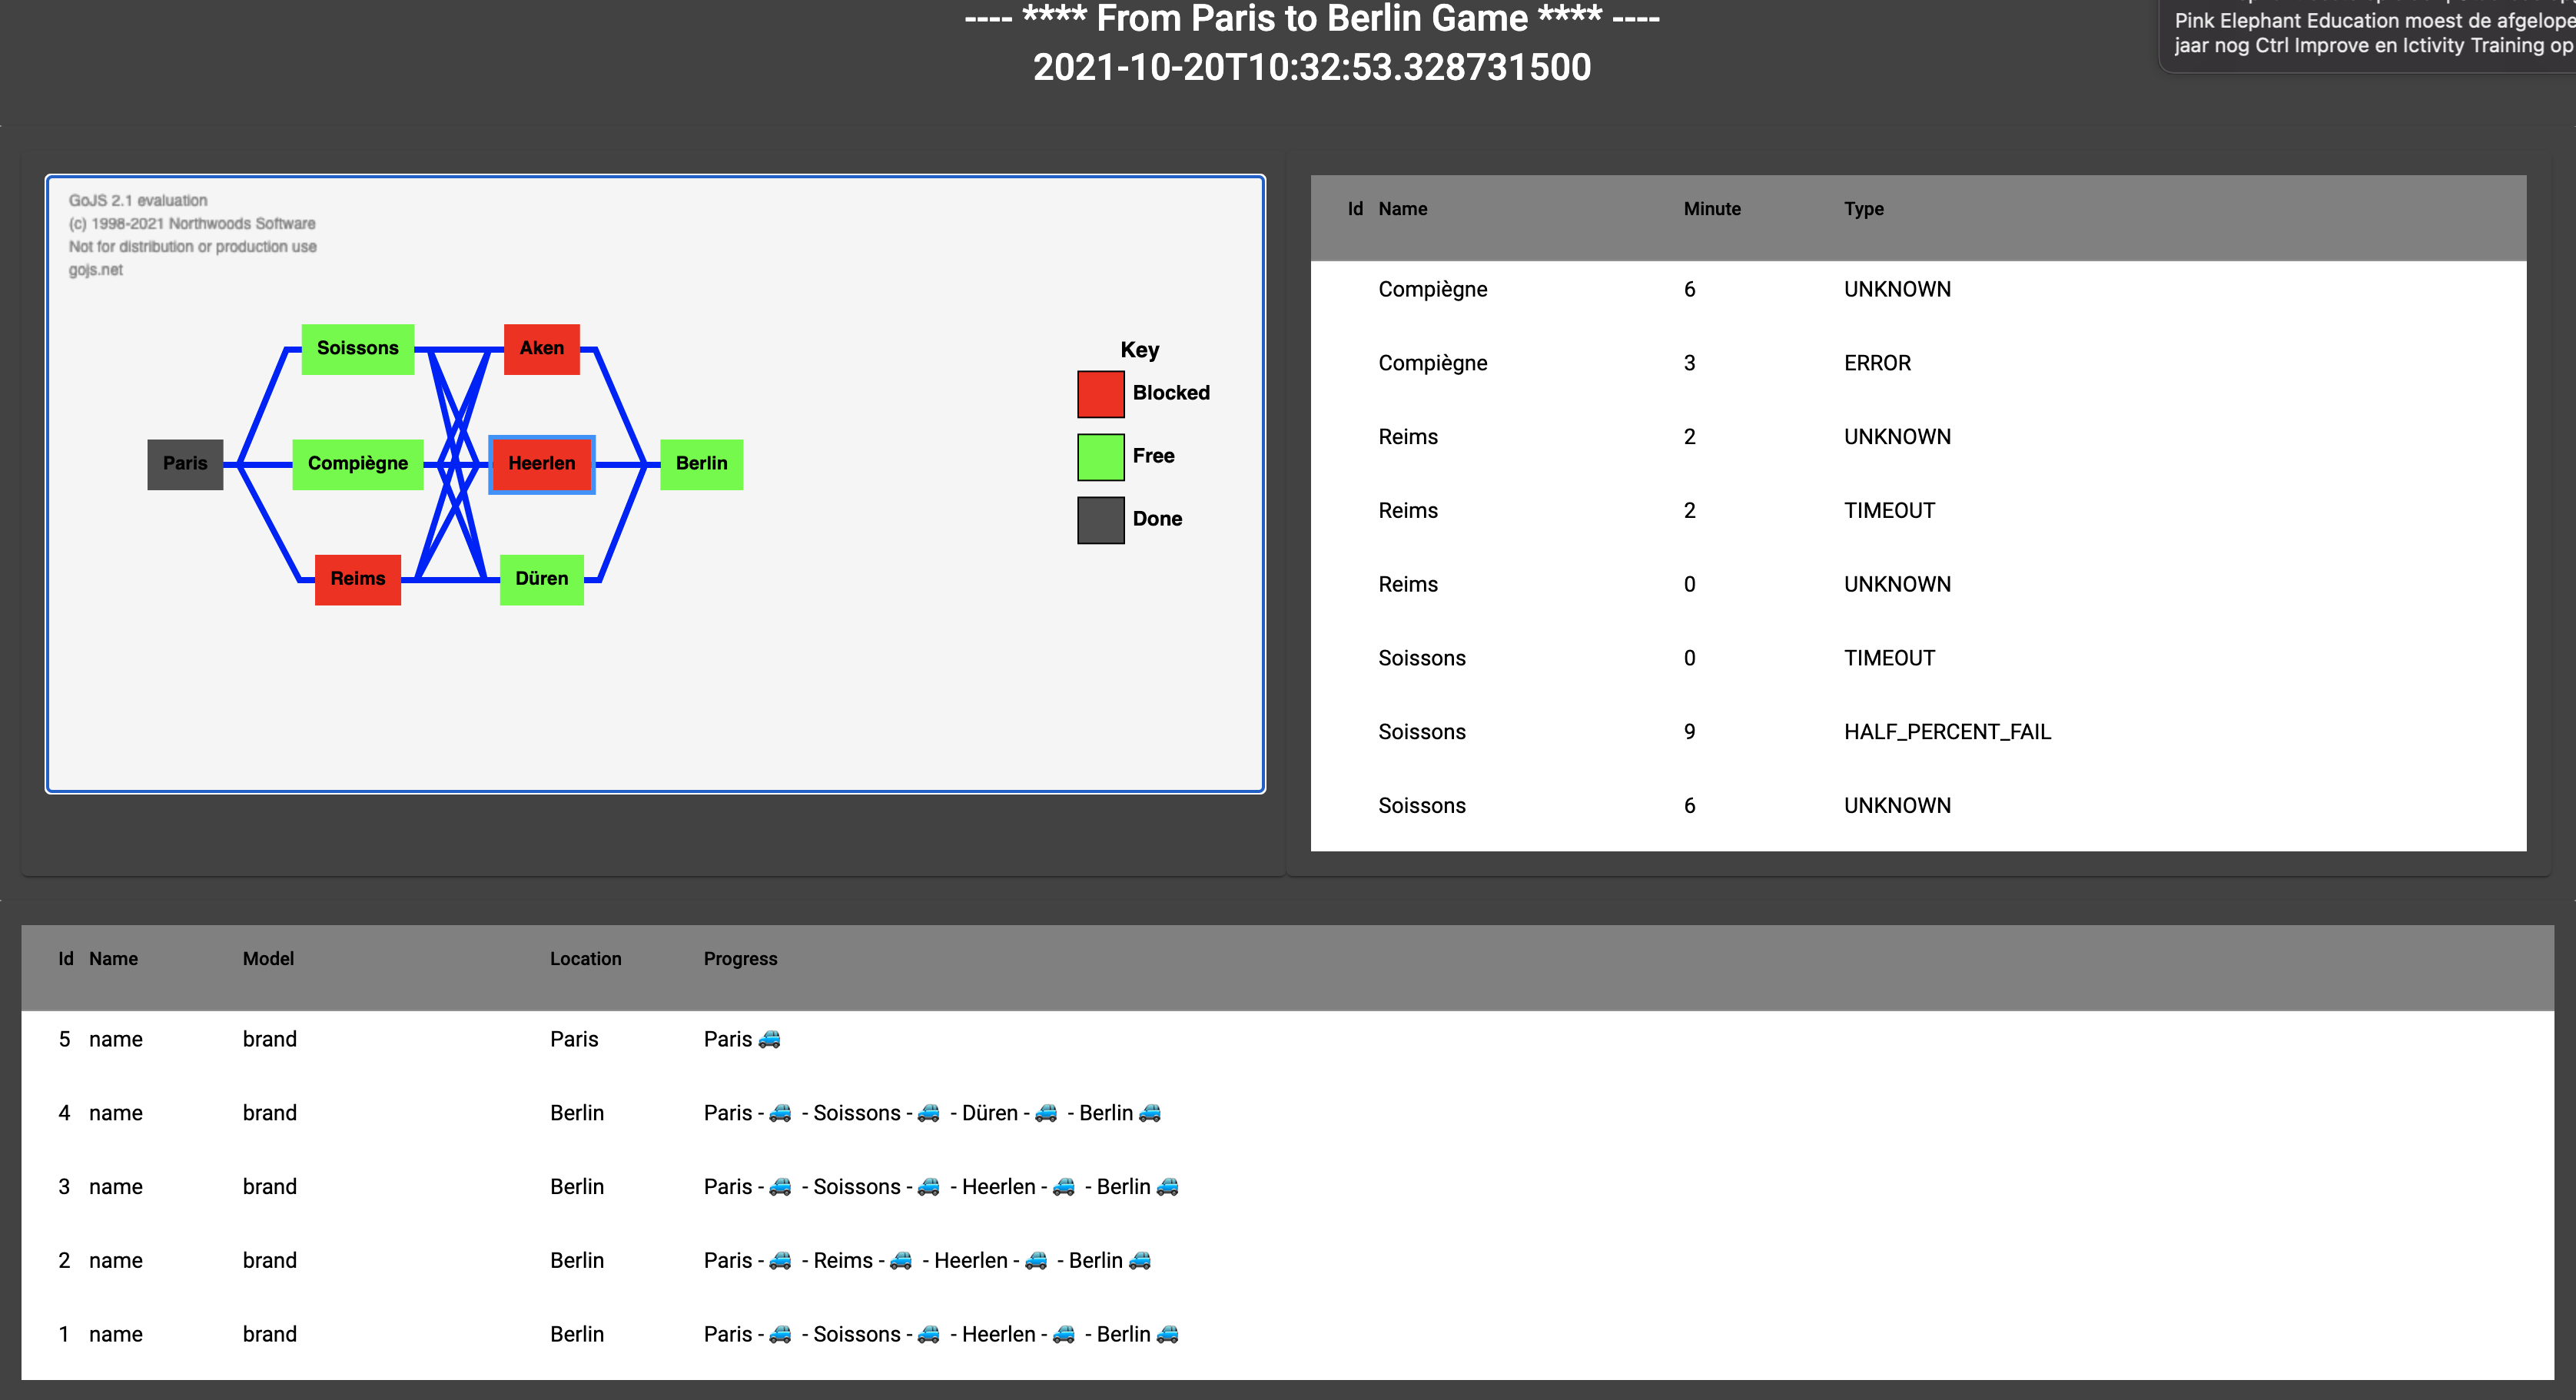 ---- **** From Paris to Berlin Game **** ----
2021-10-20T10:32:53.328731500
Pink Elephant Education moest de afgelope
jaar nog Ctrl Improve en Ictivity Training op
GoJS 2.1 evaluation
(c) 1998-2021 Northwoods Software
Not for distribution or production use
gojs.net
Soissons
Aken
Paris
Compiègne
Heerlen
Berlin
Reims
Düren
Key
Blocked
Free
Done
Id Name Minute Type
Compiègne 6 UNKNOWN
Compiègne 3 ERROR
Reims 2 UNKNOWN
Reims 2 TIMEOUT
Reims 0 UNKNOWN
Soissons 0 TIMEOUT
Soissons 9 HALF_PERCENT_FAIL
Soissons 6 UNKNOWN
Id Name Model Location Progress
5 name brand Paris Paris 🚙
4 name brand Berlin Paris - 🚙 - Soissons - 🚙 - Düren - 🚙 - Berlin 🚙
3 name brand Berlin Paris - 🚙 - Soissons - 🚙 - Heerlen - 🚙 - Berlin 🚙
2 name brand Berlin Paris - 🚙 - Reims - 🚙 - Heerlen - 🚙 - Berlin 🚙
1 name brand Berlin Paris - 🚙 - Soissons - 🚙 - Heerlen - 🚙 - Berlin 🚙